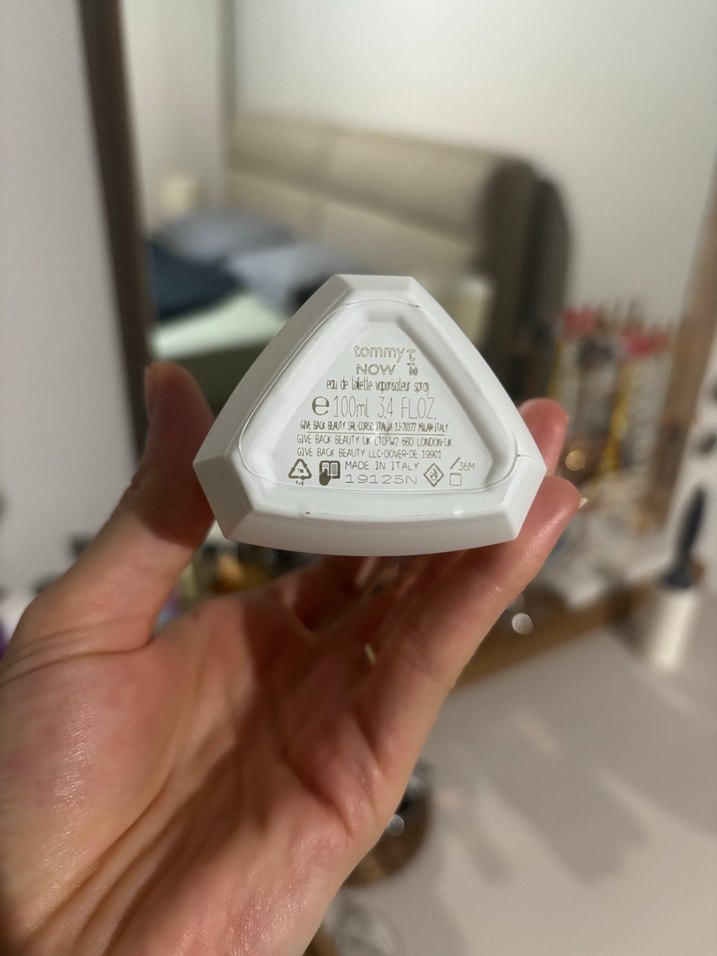 tommy
NOW
eau de toilette vaporisateur spray
e 100ml 3.4 FL.OZ.
GIVE BACK BEAUTY SRL-CORSO ITALIA 13-20122 MILAN-ITALY
GIVE BACK BEAUTY UK LTD-W2 6BD LONDON-UK
GIVE BACK BEAUTY LLC-DOVER-DE 19901
MADE IN ITALY
36M
19125N